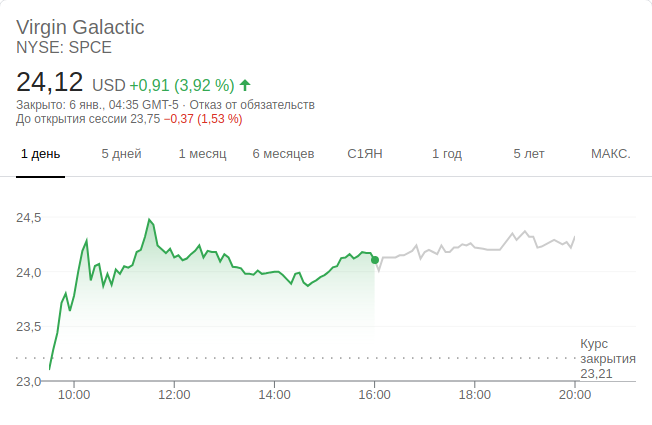 Virgin Galactic
NYSE: SPCE
24,12 USD +0,91 (3,92 %)
Закрыто: 6 янв., 04:35 GMT-5 · Отказ от обязательств
До открытия сессии 23,75 −0,37 (1,53 %)
1 день 5 дней 1 месяц 6 месяцев С1ЯН 1 год 5 лет МАКС.
24,5
24,0
23,5
Курс
закрытия
23,21
23,0
10:00 12:00 14:00 16:00 18:00 20:00